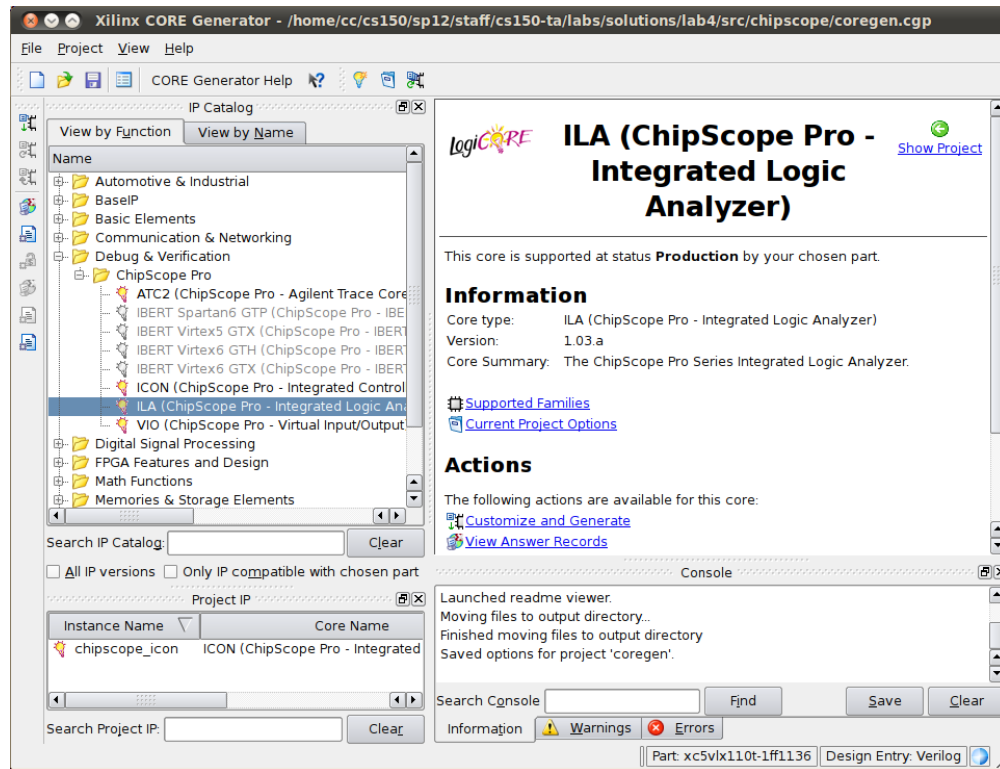 Xilinx CORE Generator - /home/cc/cs150/sp12/staff/cs150-ta/labs/solutions/lab4/src/chipscope/coregen.cgp
File Project View Help
CORE Generator Help
IP Catalog
View by Function View by Name
Name
Automotive & Industrial
BaseIP
Basic Elements
Communication & Networking
Debug & Verification
ChipScope Pro
ATC2 (ChipScope Pro - Agilent Trace Core
IBERT Spartan6 GTP (ChipScope Pro - IBE
IBERT Virtex5 GTX (ChipScope Pro - IBERT
IBERT Virtex6 GTH (ChipScope Pro - IBER
IBERT Virtex6 GTX (ChipScope Pro - IBER
ICON (ChipScope Pro - Integrated Control
ILA (ChipScope Pro - Integrated Logic Ana
VIO (ChipScope Pro - Virtual Input/Output
Digital Signal Processing
FPGA Features and Design
Math Functions
Memories & Storage Elements
Search IP Catalog: Clear
All IP versions Only IP compatible with chosen part
Project IP
Instance Name Core Name
chipscope_icon ICON (ChipScope Pro - Integrated
Search Project IP: Clear
logiCORE
ILA (ChipScope Pro -
Integrated Logic
Analyzer)
Show Project
This core is supported at status Production by your chosen part.
Information
Core type: ILA (ChipScope Pro - Integrated Logic Analyzer)
Version: 1.03.a
Core Summary: The ChipScope Pro Series Integrated Logic Analyzer.
Supported Families
Current Project Options
Actions
The following actions are available for this core:
Customize and Generate
View Answer Records
Console
Launched readme viewer.
Moving files to output directory...
Finished moving files to output directory
Saved options for project 'coregen'.
Search Console Find Save Clear
Information Warnings Errors
Part: xc5vlx110t-1ff1136 Design Entry: Verilog